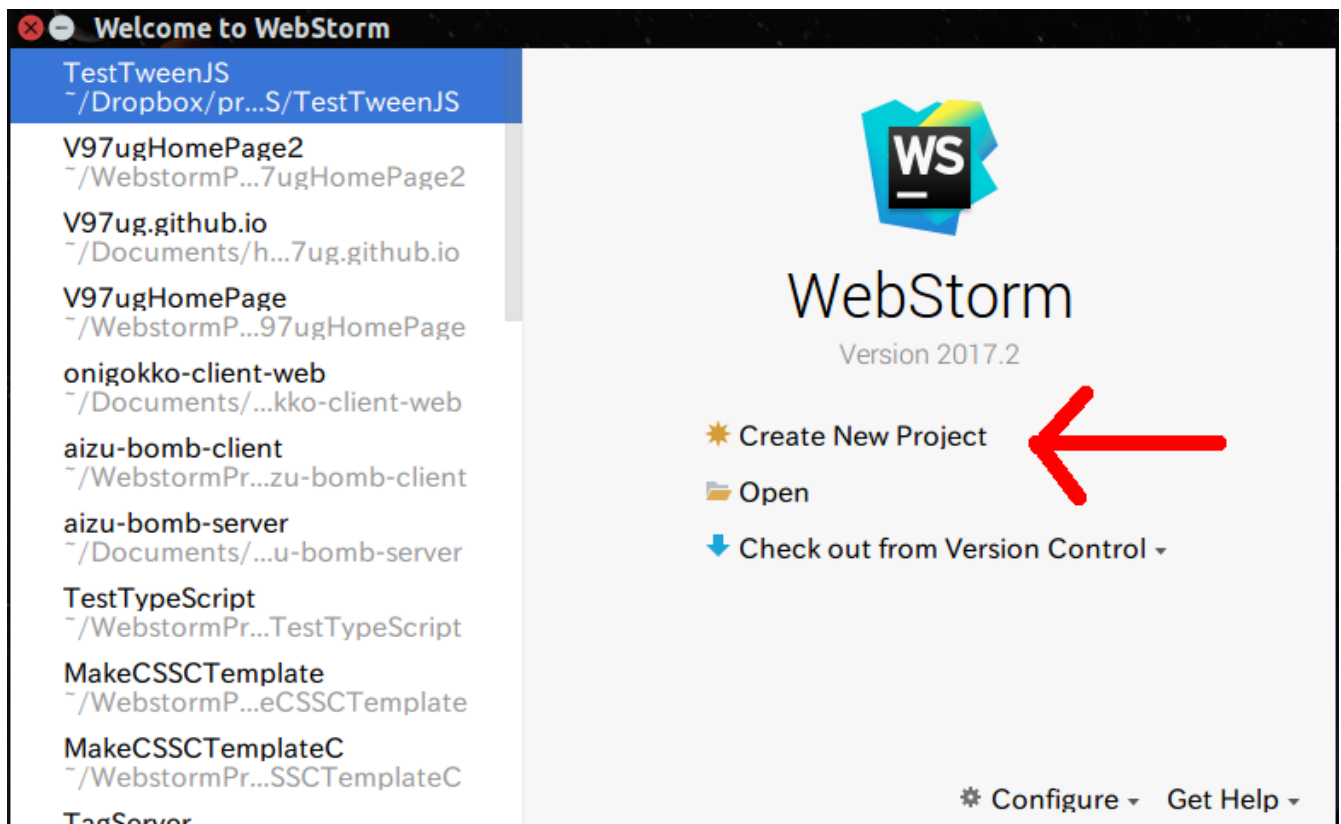 Welcome to WebStorm
TestTweenJS
~/Dropbox/pr...S/TestTweenJS
V97ugHomePage2
~/WebstormP...7ugHomePage2
V97ug.github.io
~/Documents/h...7ug.github.io
V97ugHomePage
~/WebstormP...97ugHomePage
onigokko-client-web
~/Documents/...kko-client-web
aizu-bomb-client
~/WebstormPr...zu-bomb-client
aizu-bomb-server
~/Documents/...u-bomb-server
TestTypeScript
~/WebstormPr...TestTypeScript
MakeCSSCTemplate
~/WebstormP...eCSSCTemplate
MakeCSSCTemplateC
~/WebstormPr...SSCTemplateC
TagServer
WS
WebStorm
Version 2017.2
Create New Project
Open
Check out from Version Control
Configure
Get Help